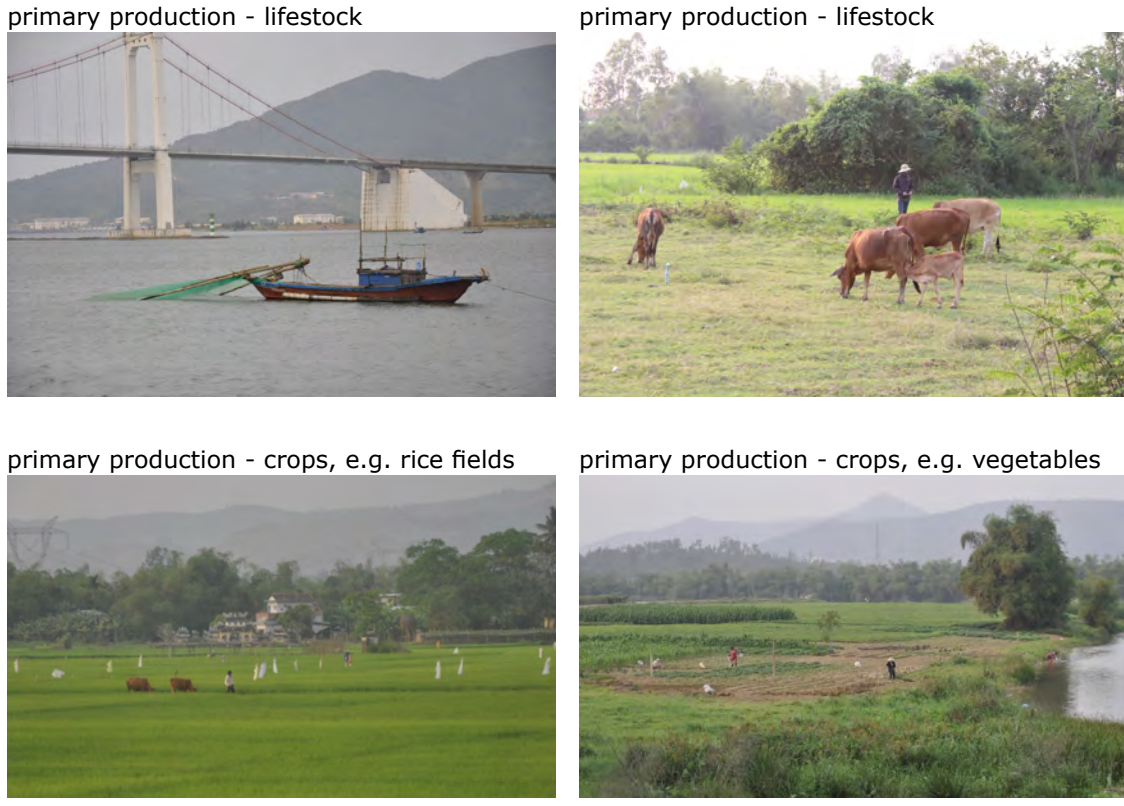 primary production - lifestock
primary production - lifestock
primary production - crops, e.g. rice fields
primary production - crops, e.g. vegetables